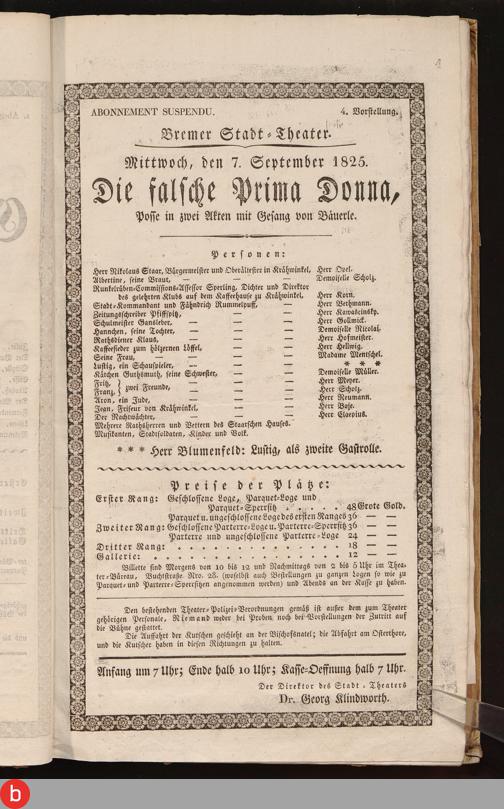 ABONNEMENT SUSPENDU. 4. Vorstellung.
Bremer Stadt-Theater.
Mittwoch, den 7. September 1825.
Die falsche Prima Donna,
Posse in zwei Akten mit Gesang von Bäuerle.
Personen:
Herr Nikolaus Staar, Bürgermeister und Oberältester in Krähwinkel, Herr Opel.
Albertine, seine Braut, — — — Demoiselle Scholz.
Runkelrüben-Commissions-Assessor Sperling, Dichter und Direktor
des gelehrten Klubs auf dem Kaffeehause zu Krähwinkel, Herr Korn.
Stadt-Kommandant und Fähndrich Rummelpuff, — — Herr Bethmann.
Zeitungsschreiber Pfiffspitz, — — Herr Kawaczinsky.
Schulmeister Gansleber, — — — Herr Gollmick.
Hannchen, seine Tochter, — — — Demoiselle Nicolai.
Rathsdiener Klaus, — — Herr Hofmeister.
Kaffeesieder zum hölzernen Löffel, — — Herr Hellwig.
Seine Frau, — — — Madame Mentschel.
Lustig, ein Schauspieler, — — — * * *
Käthchen Guthsmuth, seine Schwester, — — Demoiselle Müller.
Fritz, } zwei Freunde, — — — Herr Meyer.
Franz, } Herr Scholz.
Aron, ein Jude, — — — Herr Neumann.
Jean, Friseur von Krähwinkel, — — Herr Boje.
Der Nachtwächter, — — — Herr Cloepius.
Mehrere Rathsherren und Vettern des Staarschen Hauses.
Musikanten, Stadtsoldaten, Kinder und Volk.
* * * Herr Blumenfeld: Lustig, als zweite Gastrolle.
Preise der Plätze:
Erster Rang: Geschlossene Loge, Parquet-Loge und
Parquet-Sperrsitz . . . . . 48 Grote Gold.
Parquet u. ungeschlossene Loge des ersten Ranges 36 — —
Zweiter Rang: Geschlossene Parterre-Loge u. Parterre-Sperrsitz 36 — —
Parterre und ungeschlossene Parterre-Loge 24 — —
Dritter Rang: . . . . . . . . . . . . . 18 — —
Gallerie: . . . . . . . . . . . . . . 12 — —
Billette sind Morgens von 10 bis 12 und Nachmittags von 2 bis 5 Uhr im Thea-
ter-Büreau, Buchtstraße Nro. 28. (woselbst auch Bestellungen zu ganzen Logen so wie zu
Parquet- und Parterre-Sperrsitzen angenommen werden) und Abends an der Kasse zu haben.
Den bestehenden Theater-Polizei-Verordnungen gemäß ist außer dem zum Theater
gehörigen Personale, Niemand weder bei Proben noch bei Vorstellungen der Zutritt auf
die Bühne gestattet.
Die Auffahrt der Kutschen geschieht an der Bischofsnatel; die Abfahrt am Osterthore,
und die Kutscher haben in diesen Richtungen zu halten.
Anfang um 7 Uhr; Ende halb 10 Uhr; Kasse-Oeffnung halb 7 Uhr.
Der Direktor des Stadt-Theaters
Dr. Georg Klindworth.
b